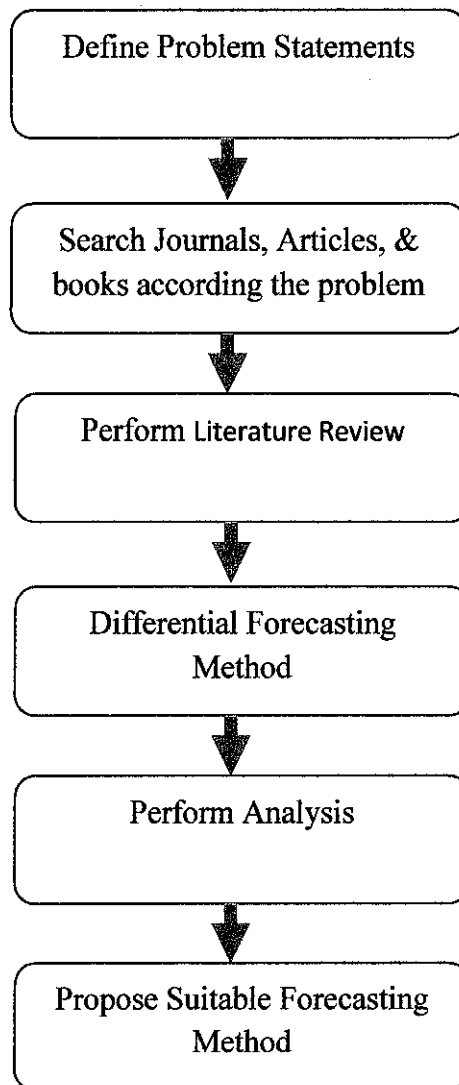 Define Problem Statements
Search Journals, Articles, &
books according the problem
Perform Literature Review
Differential Forecasting
Method
Perform Analysis
Propose Suitable Forecasting
Method